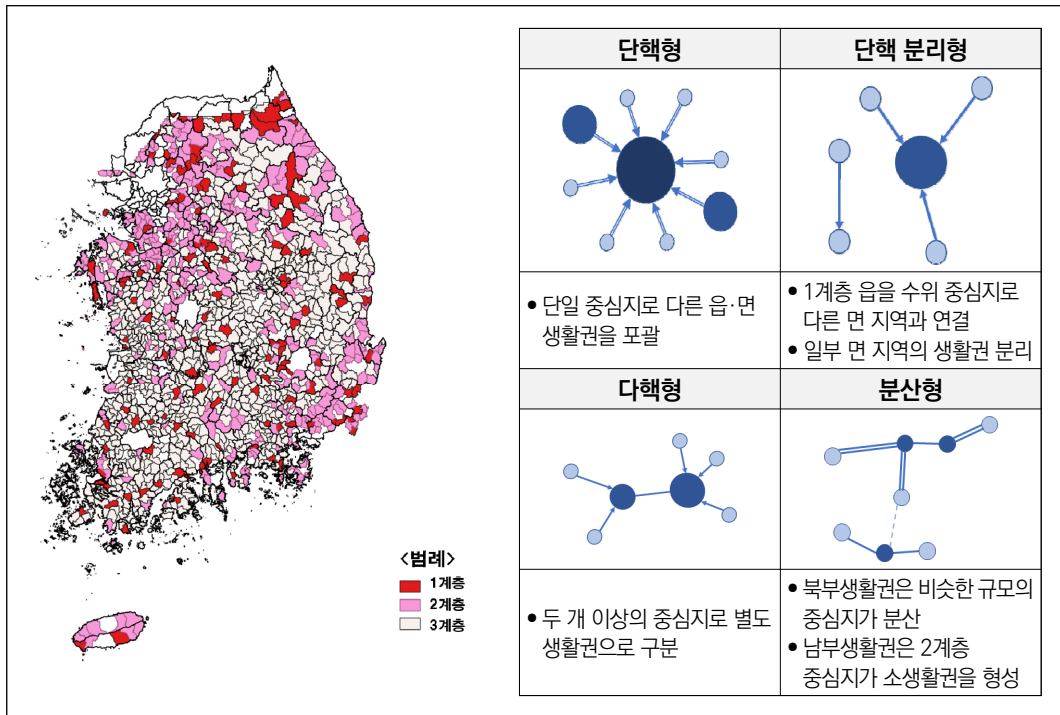 <범례>
1계층
2계층
3계층
단핵형
단핵 분리형
• 단일 중심지로 다른 읍·면
생활권을 포괄
• 1계층 읍을 수위 중심지로
다른 면 지역과 연결
• 일부 면 지역의 생활권 분리
다핵형
분산형
• 두 개 이상의 중심지로 별도
생활권으로 구분
• 북부생활권은 비슷한 규모의
중심지가 분산
• 남부생활권은 2계층
중심지가 소생활권을 형성